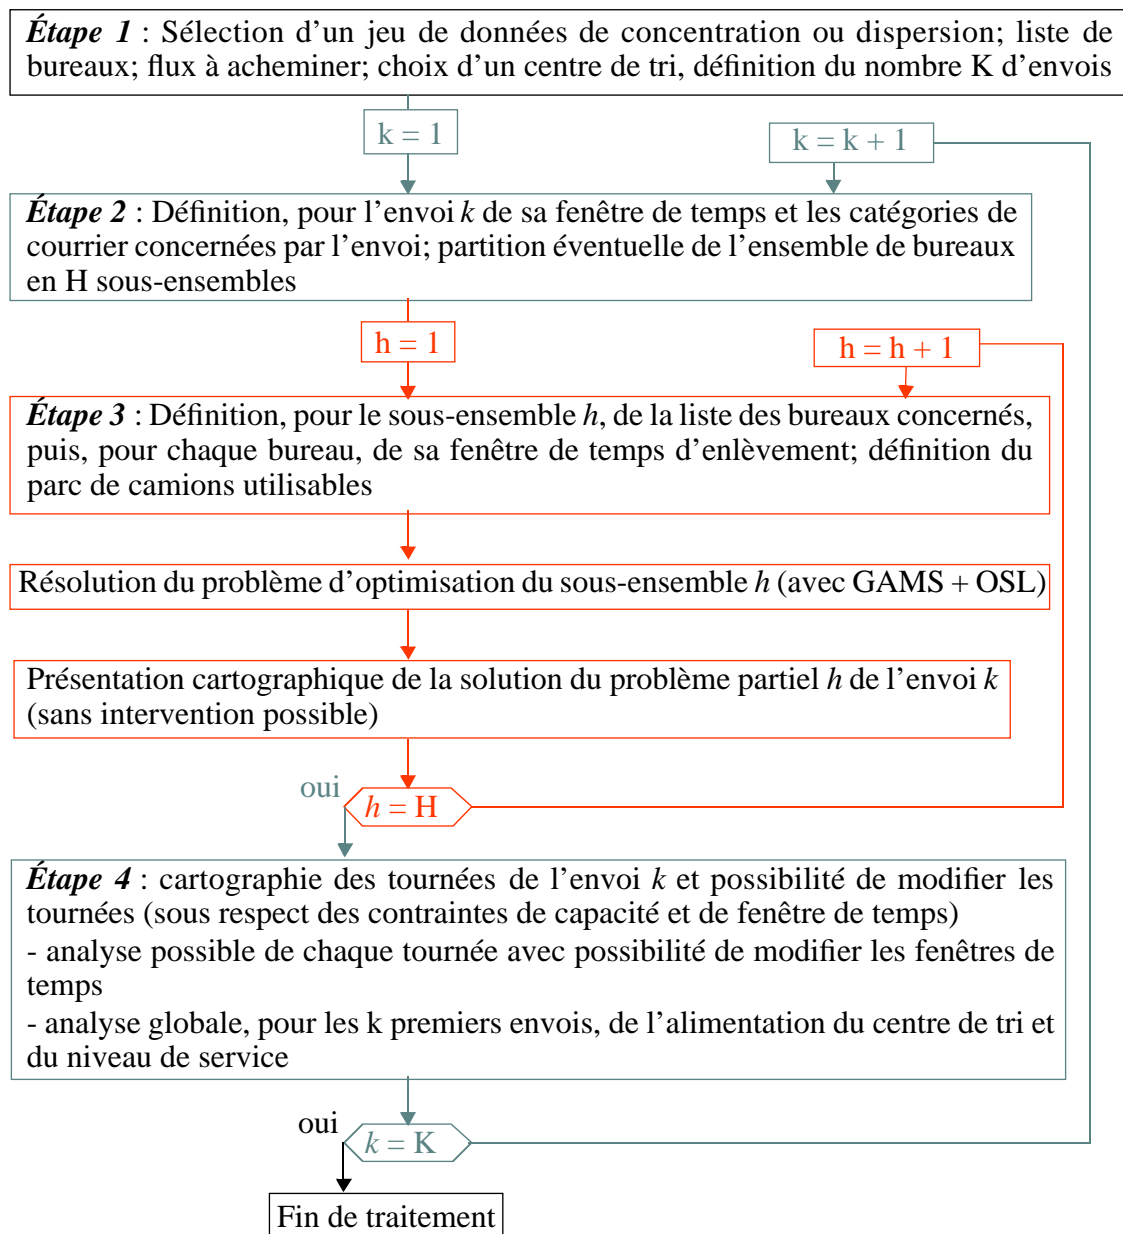 Étape 1 : Sélection d'un jeu de données de concentration ou dispersion; liste de
bureaux; flux à acheminer; choix d'un centre de tri, définition du nombre K d'envois
k = 1
k = k + 1
Étape 2 : Définition, pour l'envoi k de sa fenêtre de temps et les catégories de
courrier concernées par l'envoi; partition éventuelle de l'ensemble de bureaux
en H sous-ensembles
h = 1
h = h + 1
Étape 3 : Définition, pour le sous-ensemble h, de la liste des bureaux concernés,
puis, pour chaque bureau, de sa fenêtre de temps d'enlèvement; définition du
parc de camions utilisables
Résolution du problème d'optimisation du sous-ensemble h (avec GAMS + OSL)
Présentation cartographique de la solution du problème partiel h de l'envoi k
(sans intervention possible)
oui
h = H
Étape 4 : cartographie des tournées de l'envoi k et possibilité de modifier les
tournées (sous respect des contraintes de capacité et de fenêtre de temps)
- analyse possible de chaque tournée avec possibilité de modifier les fenêtres de
temps
- analyse globale, pour les k premiers envois, de l'alimentation du centre de tri et
du niveau de service
oui
k = K
Fin de traitement